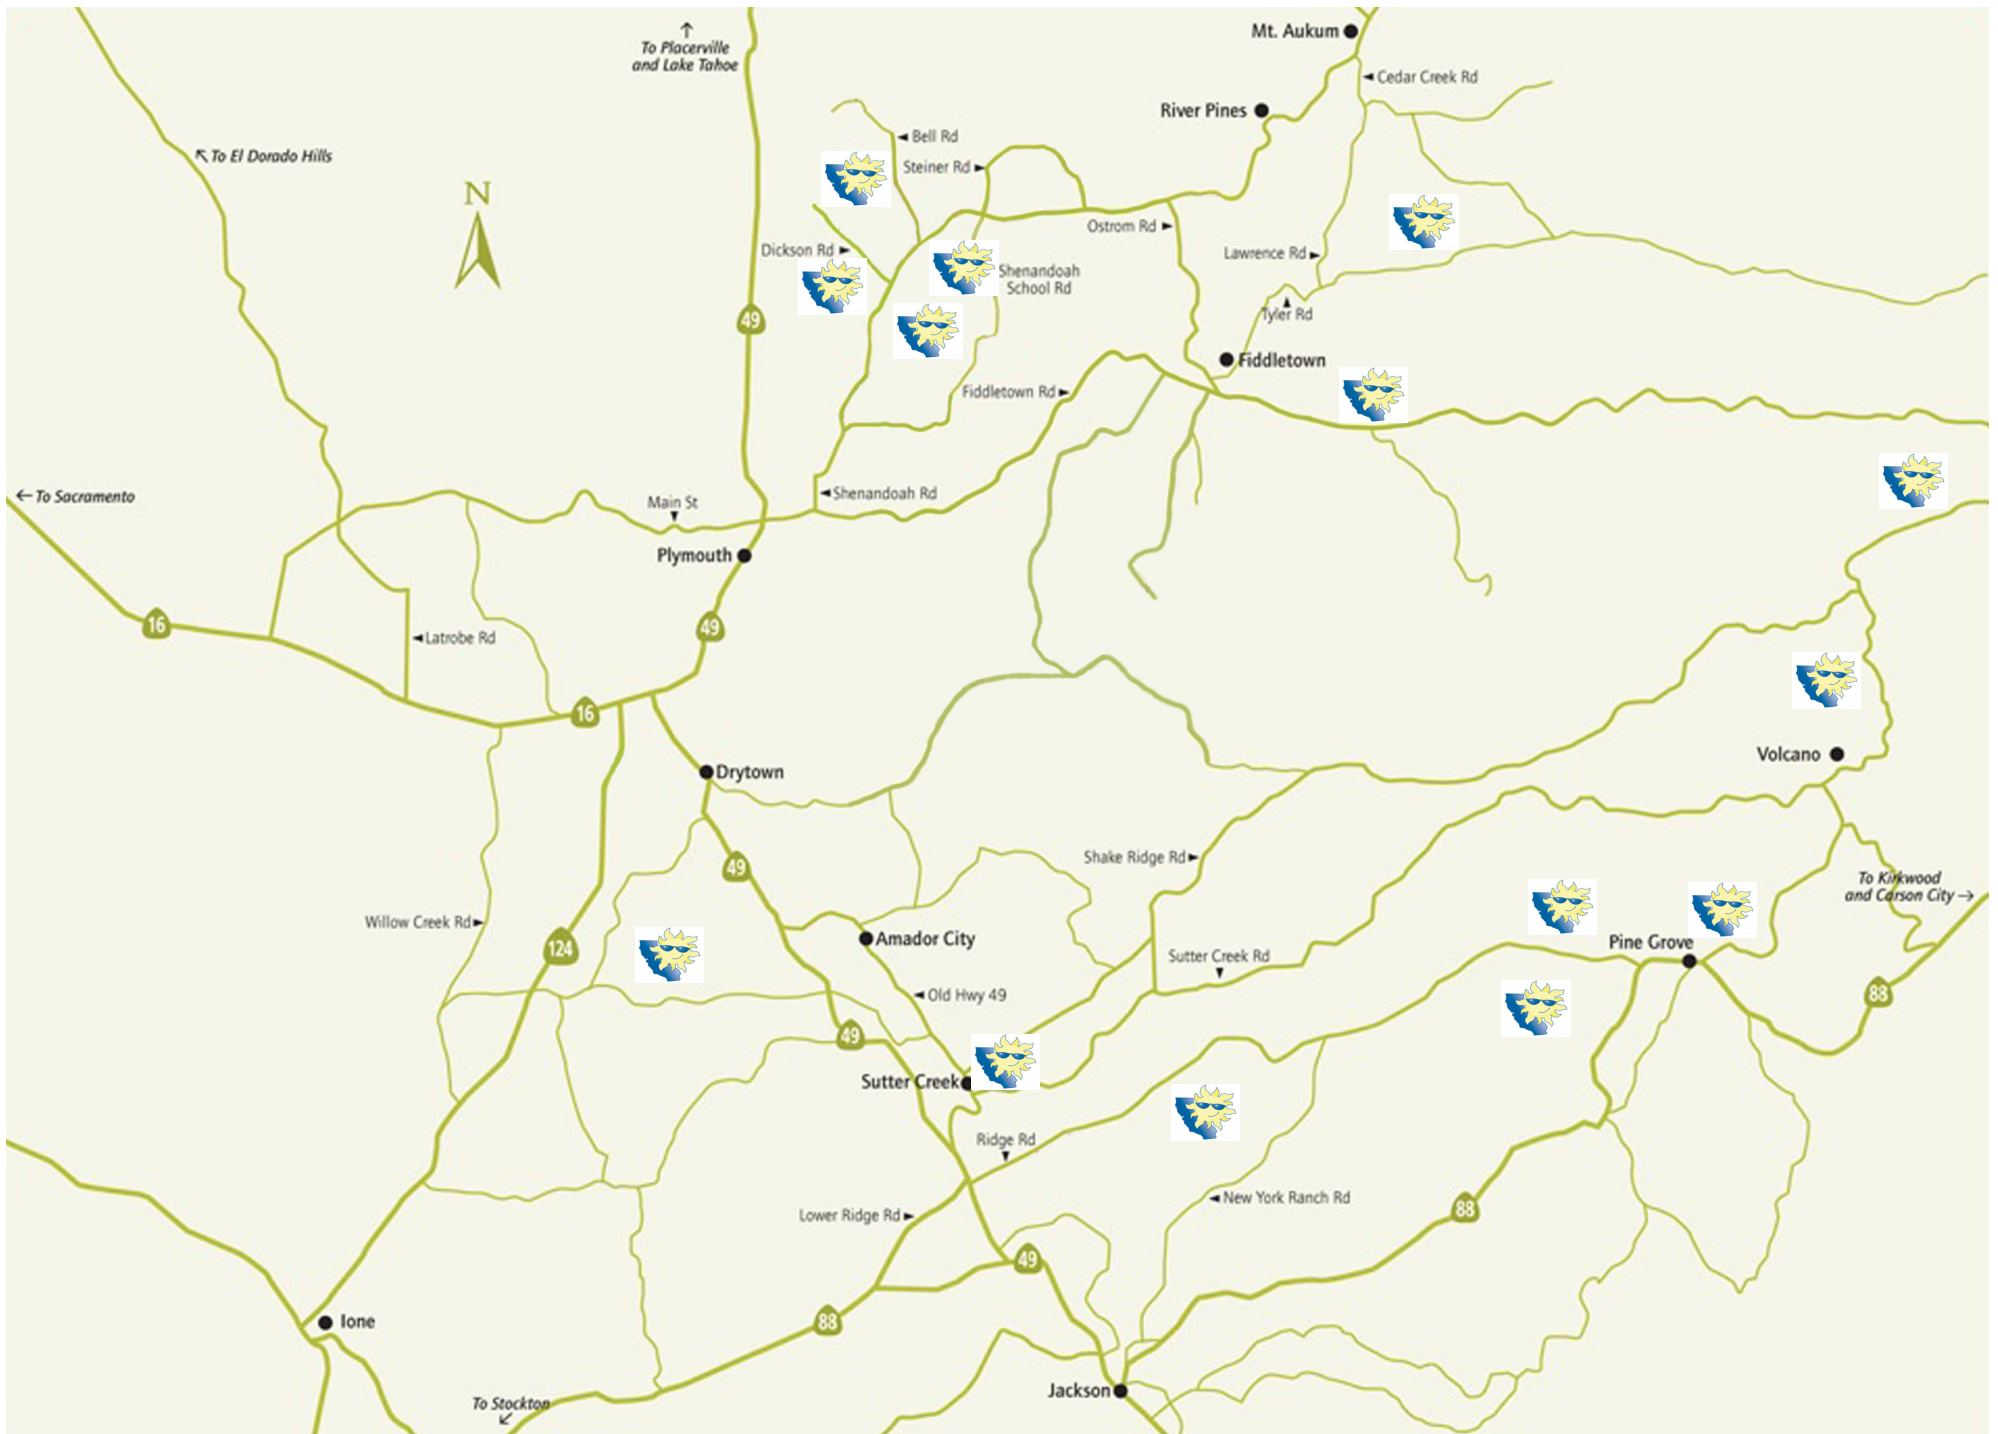 Mt. Aukum
↑
To Placerville
and Lake Tahoe
Cedar Creek Rd
River Pines
Bell Rd
To El Dorado Hills
Steiner Rd
N
Ostrom Rd
Dickson Rd
Lawrence Rd
Shenandoah
School Rd
Tyler Rd
49
Fiddletown
Fiddletown Rd
← To Sacramento
Shenandoah Rd
Main St
Plymouth
16
49
Latrobe Rd
16
Volcano
Drytown
Shake Ridge Rd
49
To Kirkwood
and Carson City →
Willow Creek Rd
124
Amador City
Pine Grove
Sutter Creek Rd
Old Hwy 49
88
49
Sutter Creek
Ridge Rd
New York Ranch Rd
88
Lower Ridge Rd
49
Ione
88
Jackson
To Stockton